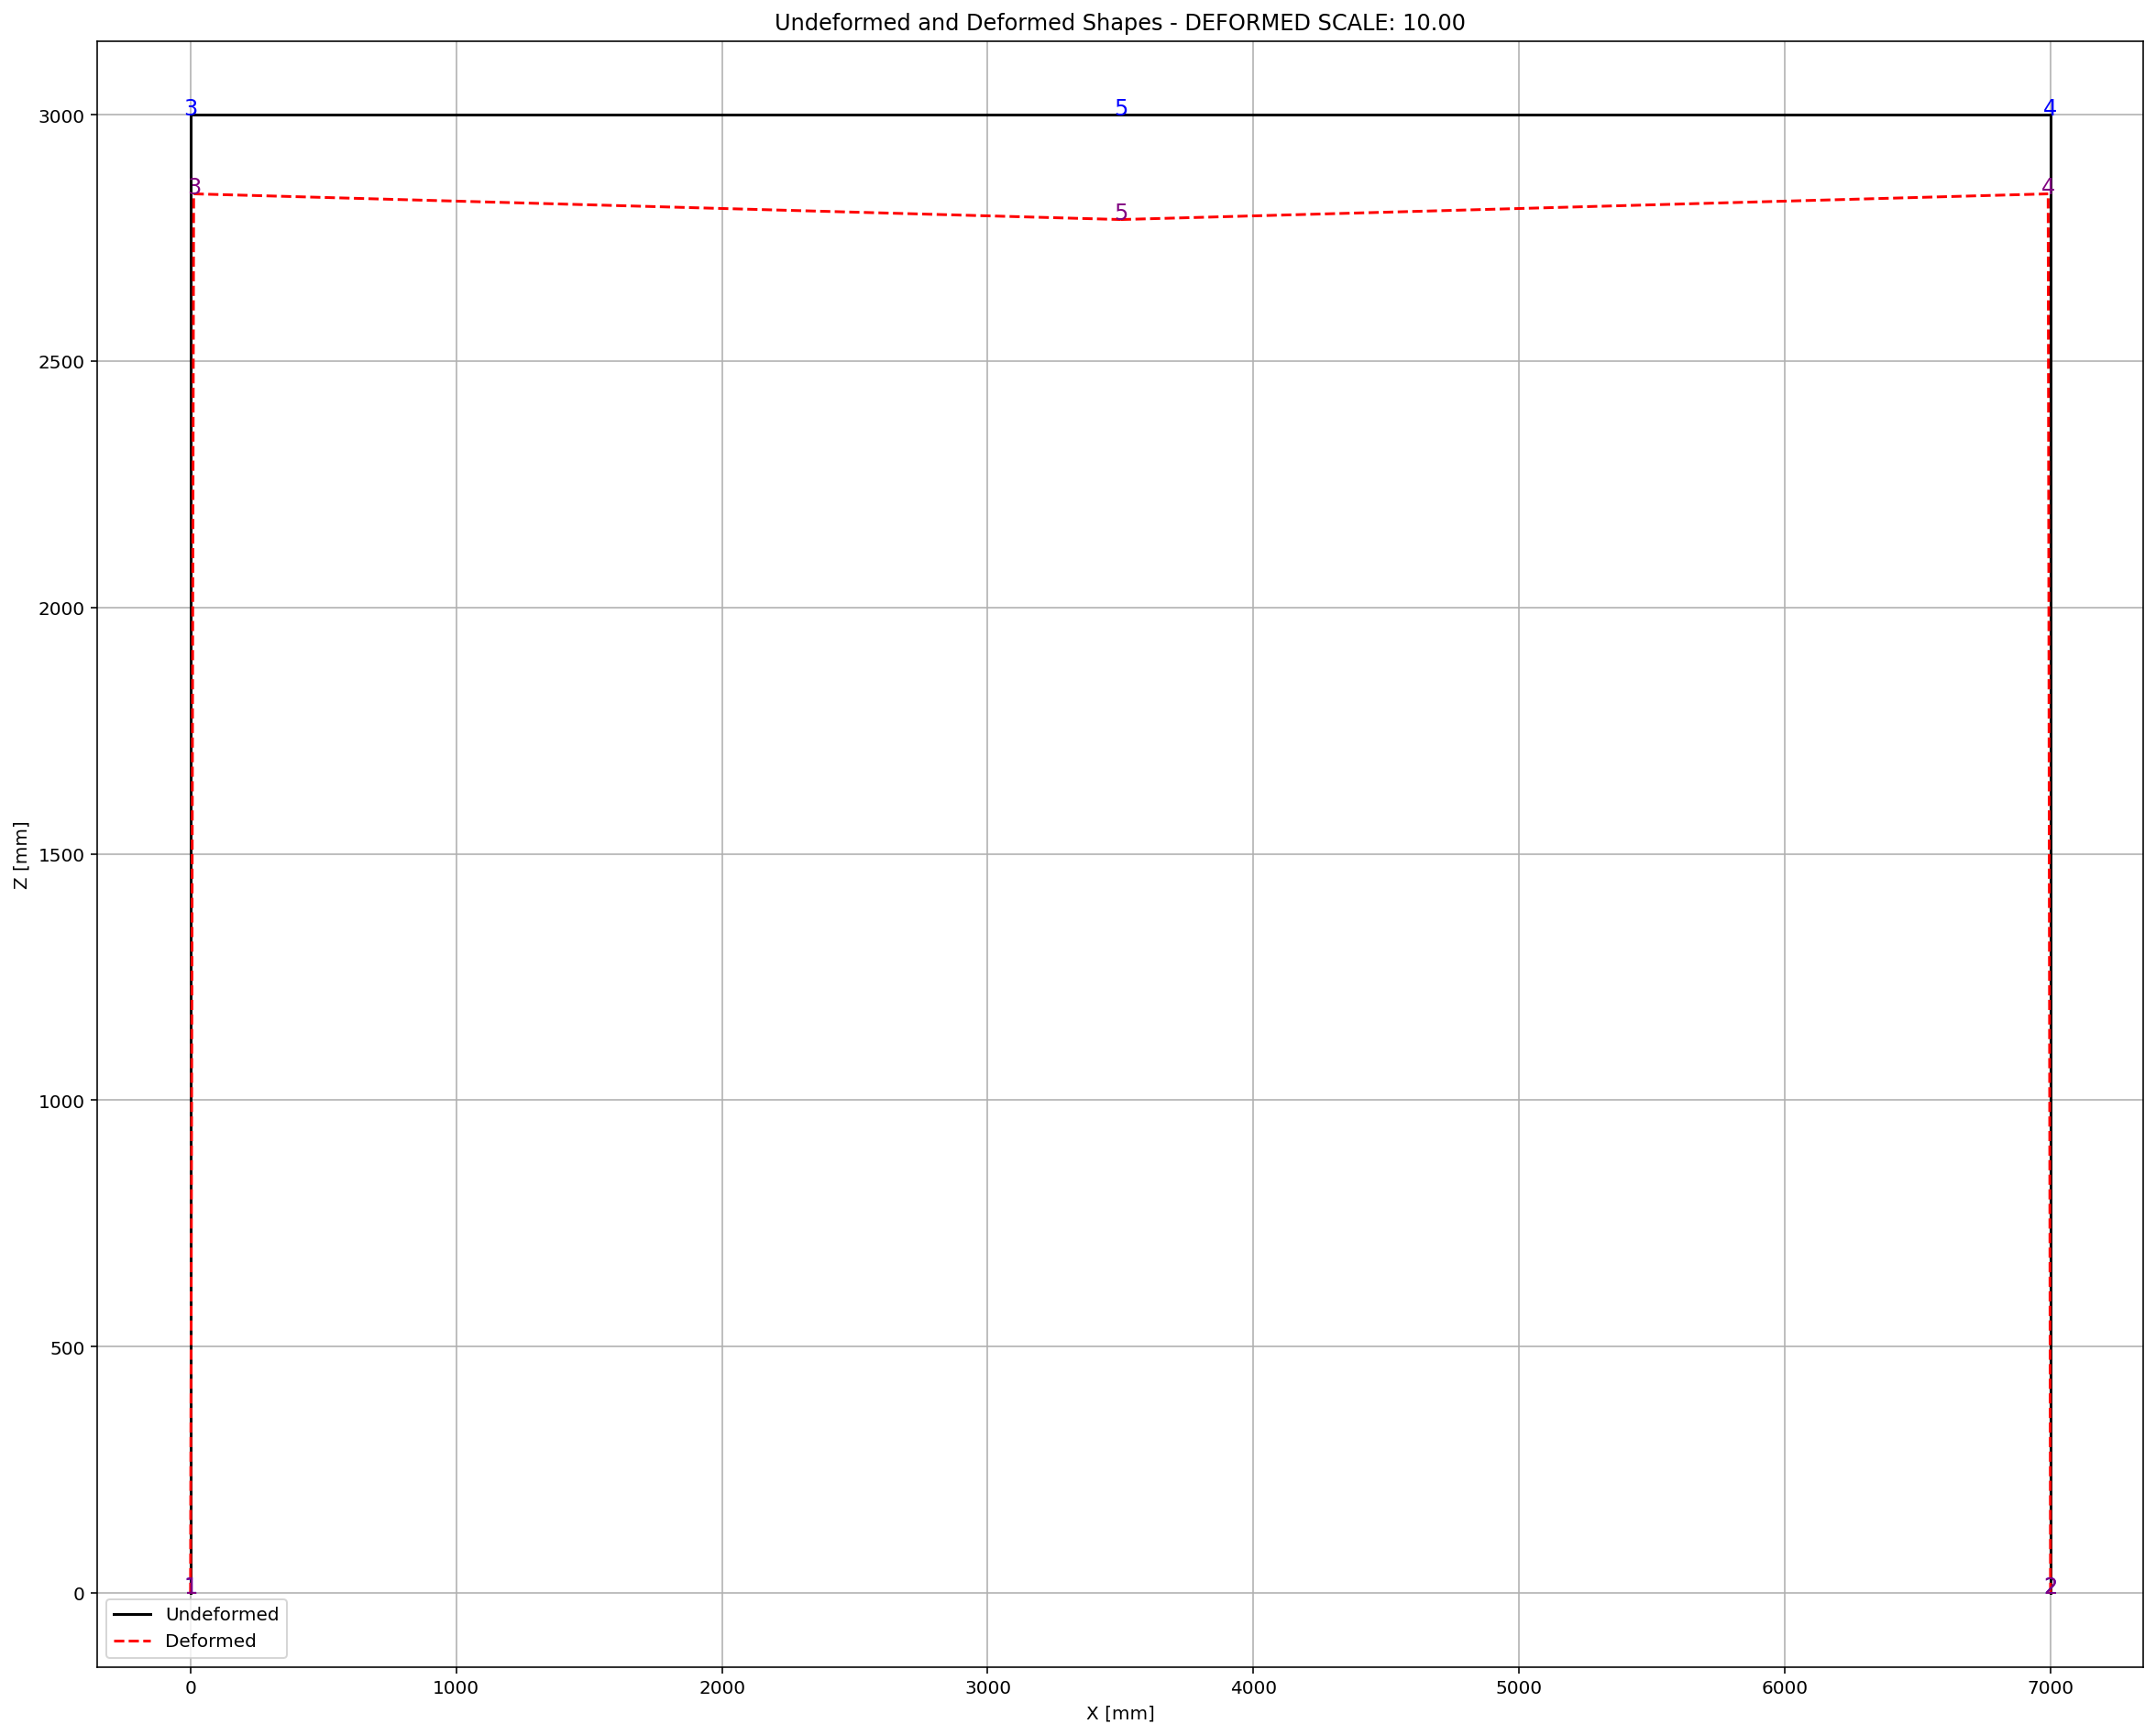 Undeformed and Deformed Shapes - DEFORMED SCALE: 10.00
3 5 4
3000
3 5 4
2500
2000
Z [mm]
1500
1000
500
0
1 2
Undeformed
Deformed
0 1000 2000 3000 4000 5000 6000 7000
X [mm]